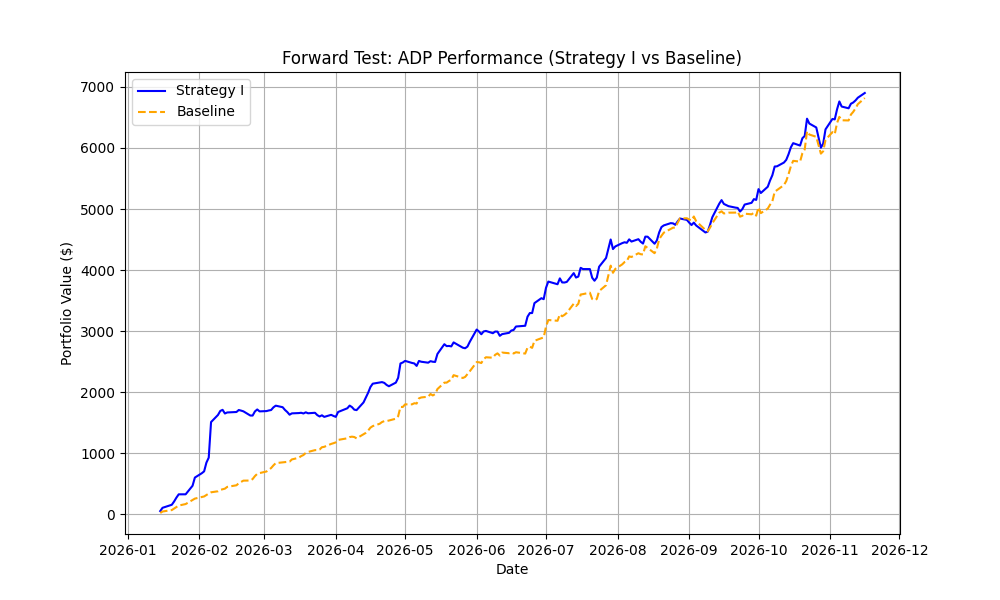 Forward Test: ADP Performance (Strategy I vs Baseline)
Strategy I
Baseline
Portfolio Value ($)
7000
6000
5000
4000
3000
2000
1000
0
2026-01 2026-02 2026-03 2026-04 2026-05 2026-06 2026-07 2026-08 2026-09 2026-10 2026-11 2026-12
Date